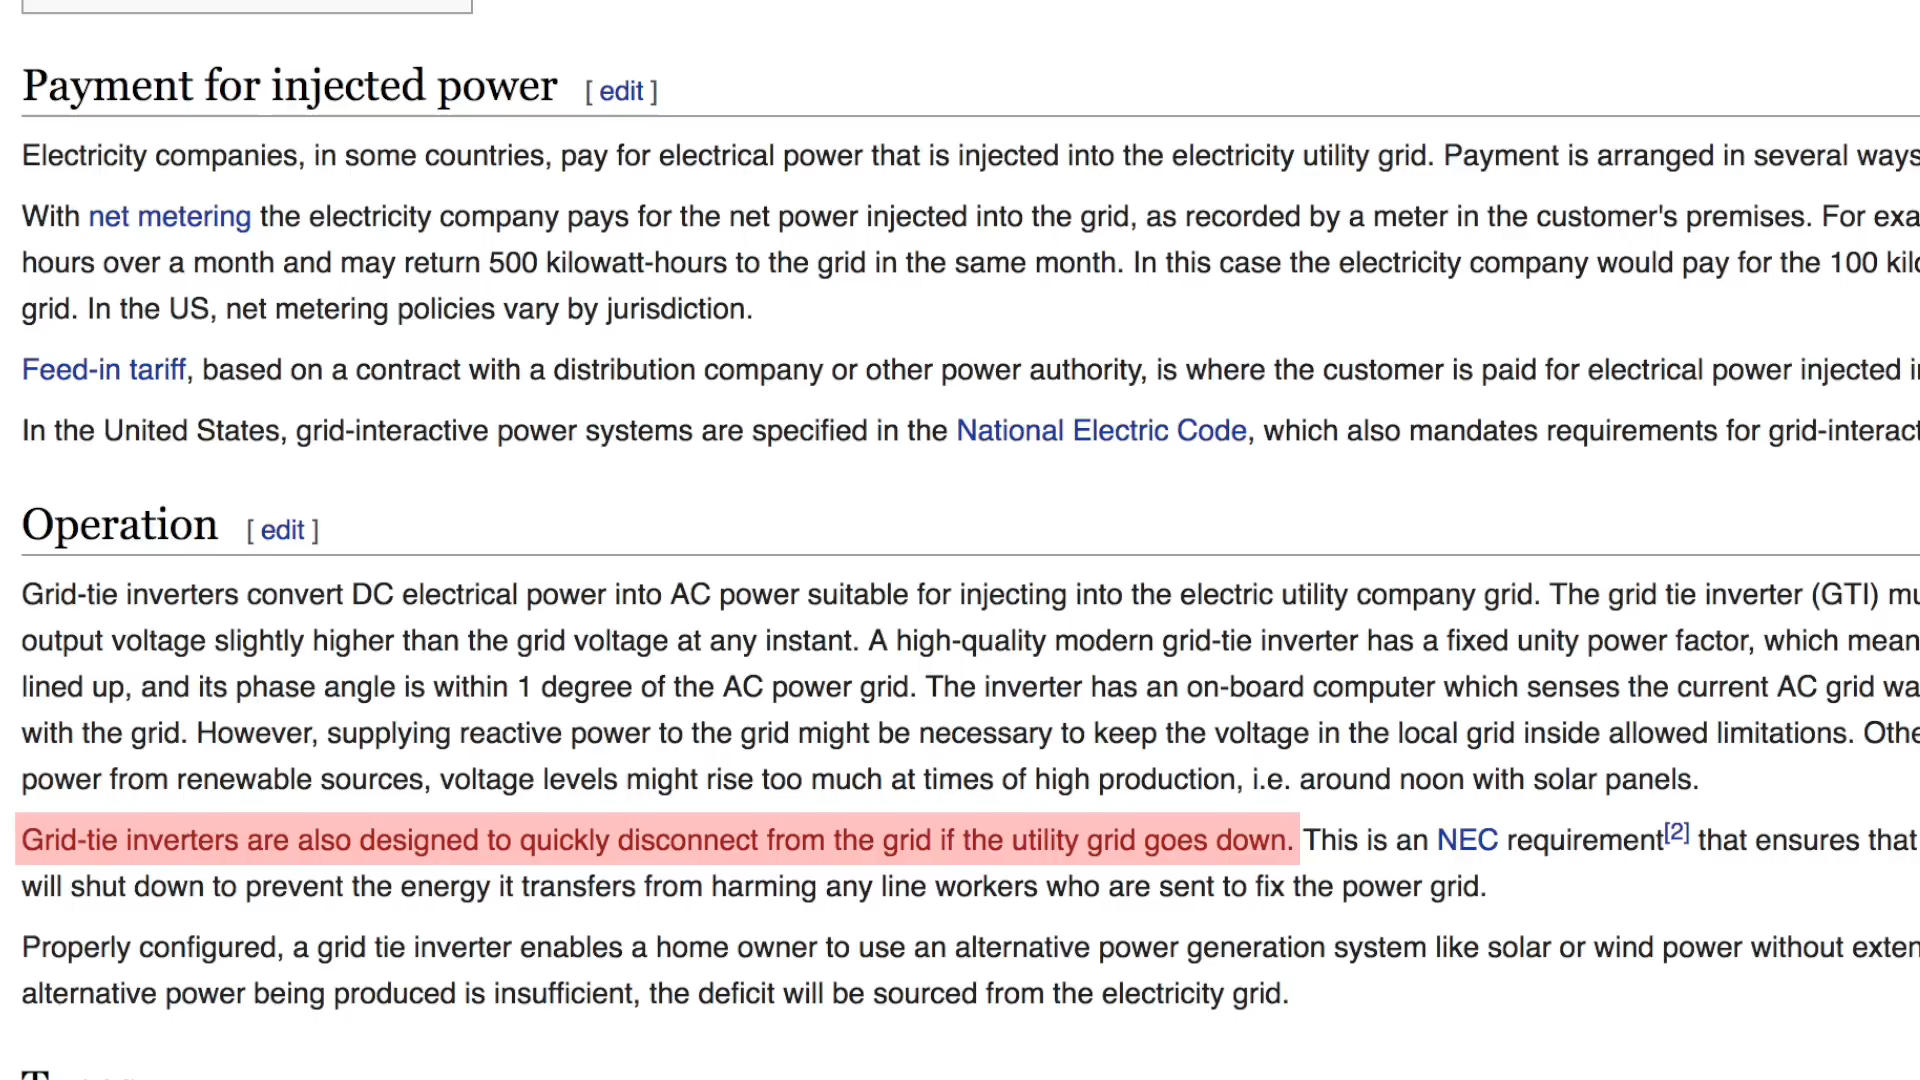 Payment for injected power [ edit ]
Electricity companies, in some countries, pay for electrical power that is injected into the electricity utility grid. Payment is arranged in several ways
With net metering the electricity company pays for the net power injected into the grid, as recorded by a meter in the customer's premises. For exa
hours over a month and may return 500 kilowatt-hours to the grid in the same month. In this case the electricity company would pay for the 100 kilo
grid. In the US, net metering policies vary by jurisdiction.
Feed-in tariff, based on a contract with a distribution company or other power authority, is where the customer is paid for electrical power injected i
In the United States, grid-interactive power systems are specified in the National Electric Code, which also mandates requirements for grid-interact
Operation [ edit ]
Grid-tie inverters convert DC electrical power into AC power suitable for injecting into the electric utility company grid. The grid tie inverter (GTI) mu
output voltage slightly higher than the grid voltage at any instant. A high-quality modern grid-tie inverter has a fixed unity power factor, which mean
lined up, and its phase angle is within 1 degree of the AC power grid. The inverter has an on-board computer which senses the current AC grid wa
with the grid. However, supplying reactive power to the grid might be necessary to keep the voltage in the local grid inside allowed limitations. Othe
power from renewable sources, voltage levels might rise too much at times of high production, i.e. around noon with solar panels.
Grid-tie inverters are also designed to quickly disconnect from the grid if the utility grid goes down. This is an NEC requirement[2] that ensures that
will shut down to prevent the energy it transfers from harming any line workers who are sent to fix the power grid.
Properly configured, a grid tie inverter enables a home owner to use an alternative power generation system like solar or wind power without exten
alternative power being produced is insufficient, the deficit will be sourced from the electricity grid.